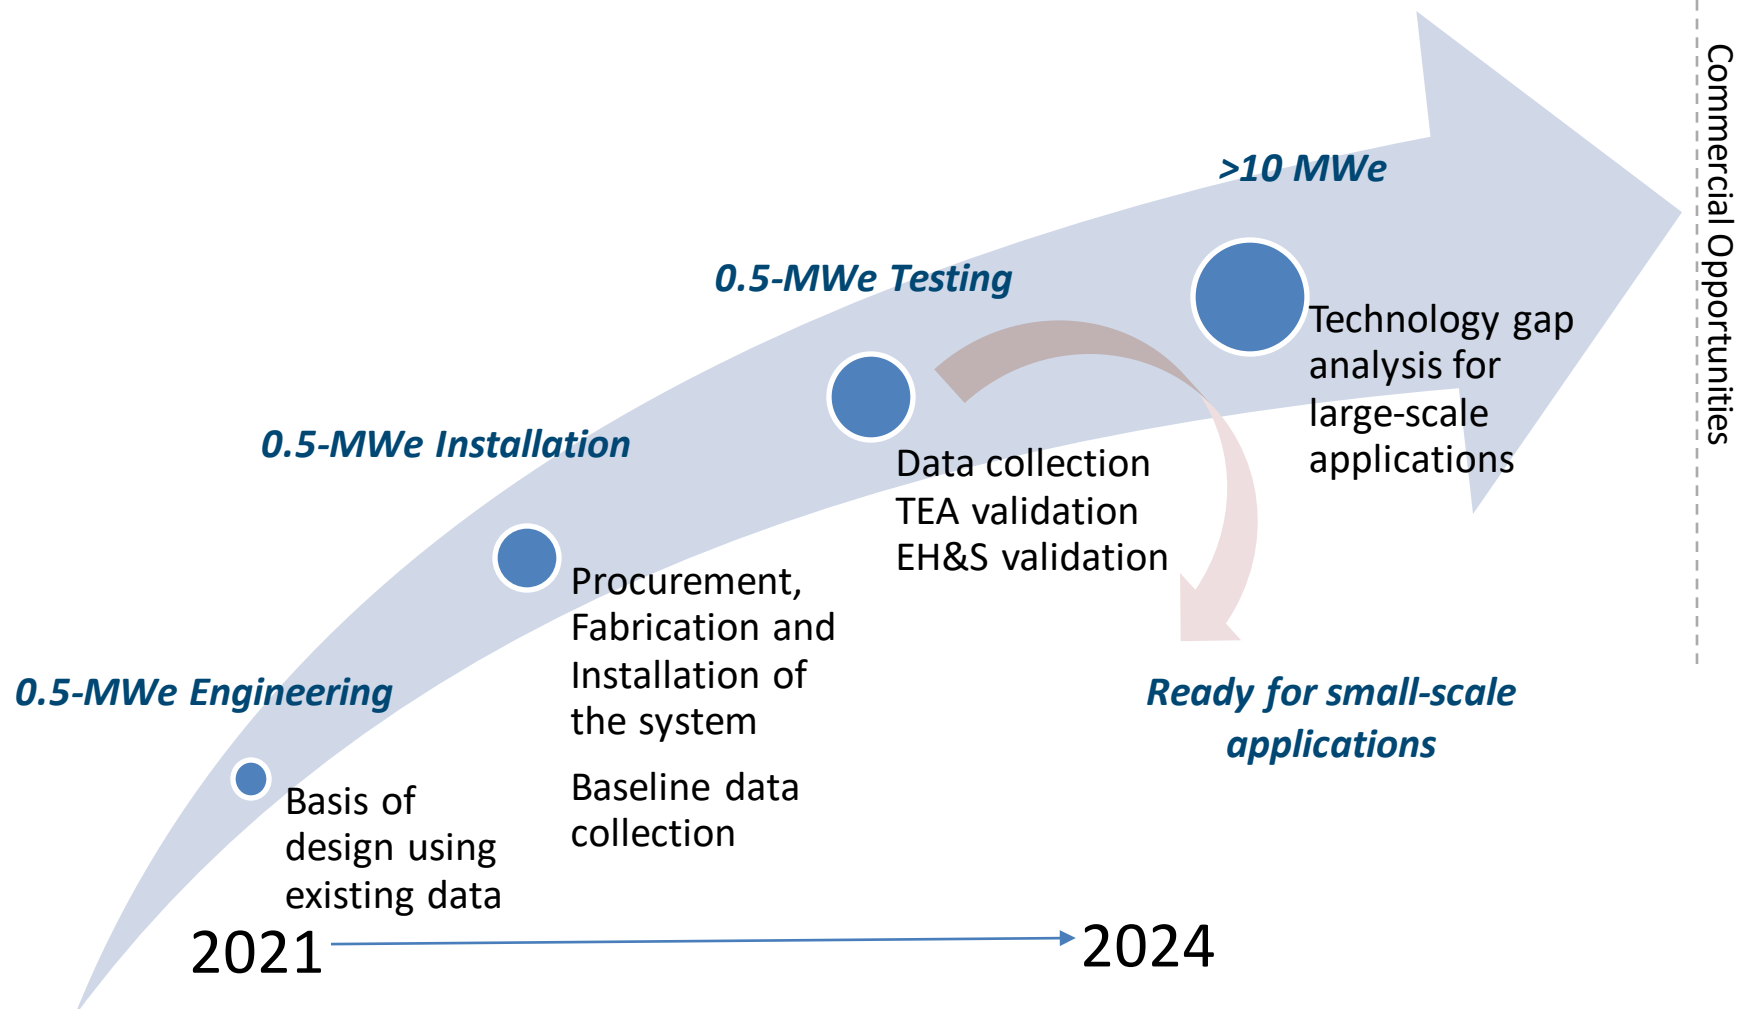 >10 MWe
Commercial Opportunities
0.5-MWe Testing
Technology gap
analysis for
large-scale
applications
0.5-MWe Installation
Data collection
TEA validation
EH&S validation
Procurement,
Fabrication and
Installation of
the system
Baseline data
collection
0.5-MWe Engineering
Ready for small-scale
applications
Basis of
design using
existing data
2021
2024